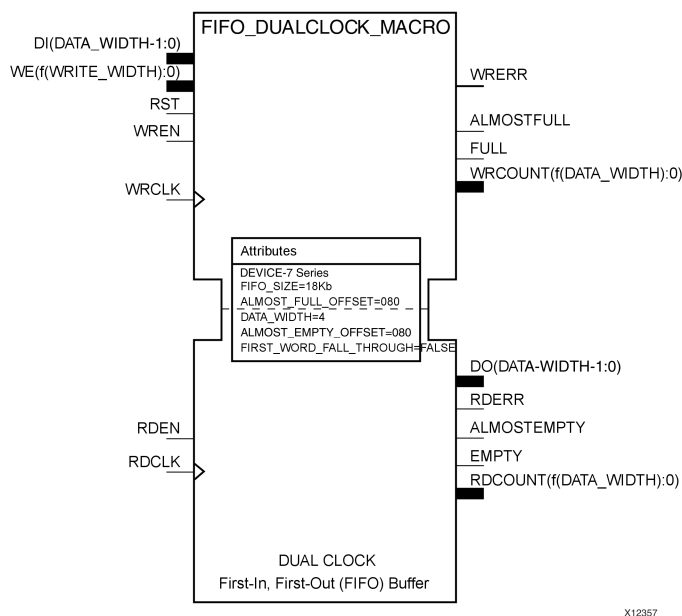 FIFO_DUALCLOCK_MACRO
DI(DATA_WIDTH-1:0)
WE(f(WRITE_WIDTH):0)
RST
WREN
WRCLK
WRERR
ALMOSTFULL
FULL
WRCOUNT(f(DATA_WIDTH):0)
Attributes
DEVICE-7 Series
FIFO_SIZE=18Kb
ALMOST_FULL_OFFSET=080
DATA_WIDTH=4
ALMOST_EMPTY_OFFSET=080
FIRST_WORD_FALL_THROUGH=FALSE
RDEN
RDCLK
DO(DATA-WIDTH-1:0)
RDERR
ALMOSTEMPTY
EMPTY
RDCOUNT(f(DATA_WIDTH):0)
DUAL CLOCK
First-In, First-Out (FIFO) Buffer
X12357